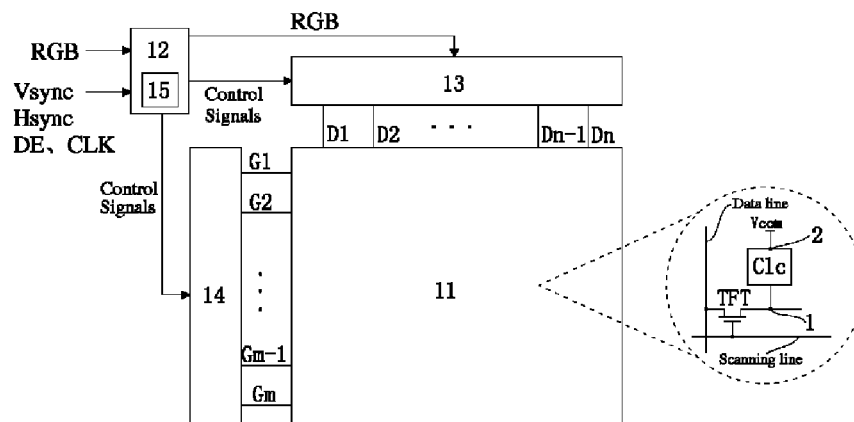 RGB
RGB
12
15
Vsync
Hsync
DE、CLK
Control
Signals
13
Control
Signals
D1
D2
· · ·
Dn-1
Dn
G1
G2
14
Gm-1
Gm
11
Data line
Vcom
2
Clc
TFT
1
Scanning line